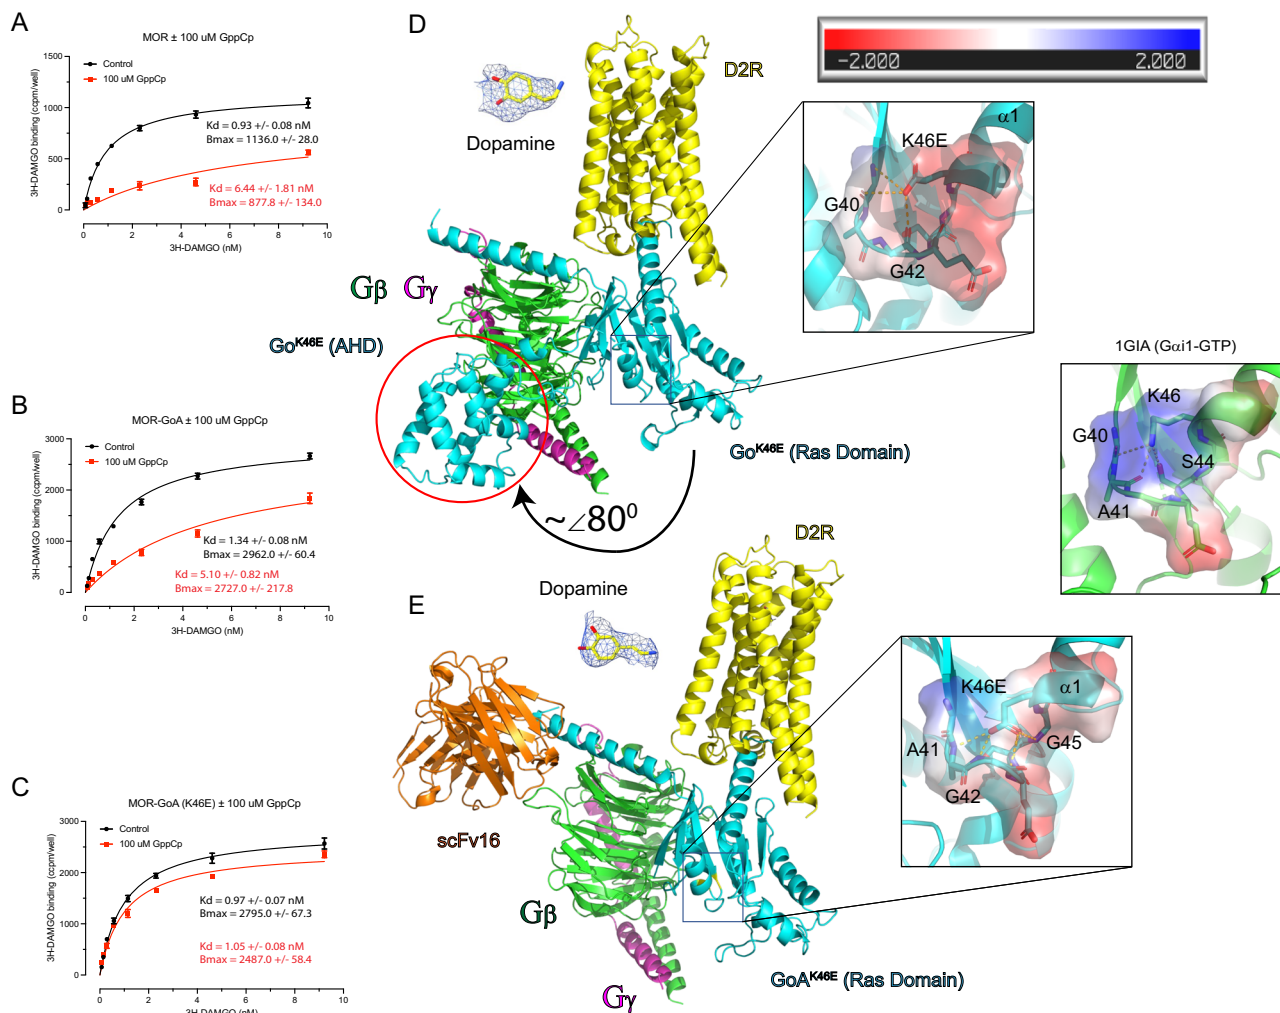 A
MOR ± 100 uM GppCp
1500
1000
500
0
Control
100 uM GppCp
Kd = 0.93 +/- 0.08 nM
Bmax = 1136.0 +/- 28.0
Kd = 6.44 +/- 1.81 nM
Bmax = 877.8 +/- 134.0
0 2 4 6 8 10
3H-DAMGO (nM)
3H-DAMGO binding (ccpm/well)
B
MOR-GoA ± 100 uM GppCp
3000
2000
1000
0
Control
100 uM GppCp
Kd = 1.34 +/- 0.08 nM
Bmax = 2962.0 +/- 60.4
Kd = 5.10 +/- 0.82 nM
Bmax = 2727.0 +/- 217.8
0 2 4 6 8 10
3H-DAMGO (nM)
3H-DAMGO binding (ccpm/well)
C
MOR-GoA (K46E) ± 100 uM GppCp
3000
2000
1000
0
Control
100 uM GppCp
Kd = 0.97 +/- 0.07 nM
Bmax = 2795.0 +/- 67.3
Kd = 1.05 +/- 0.08 nM
Bmax = 2487.0 +/- 58.4
0 2 4 6 8 10
3H-DAMGO (nM)
3H-DAMGO binding (ccpm/well)
D
D2R
Dopamine
-2.000 2.000
α1
K46E
G40
G42
Gβ Gγ
Go K46E (AHD)
Go K46E (Ras Domain)
~∠80⁰
1GIA (Gαi1-GTP)
K46
G40
S44
A41
E
Dopamine
D2R
scFv16
Gβ
Gγ
GoA K46E (Ras Domain)
K46E
α1
A41
G45
G42